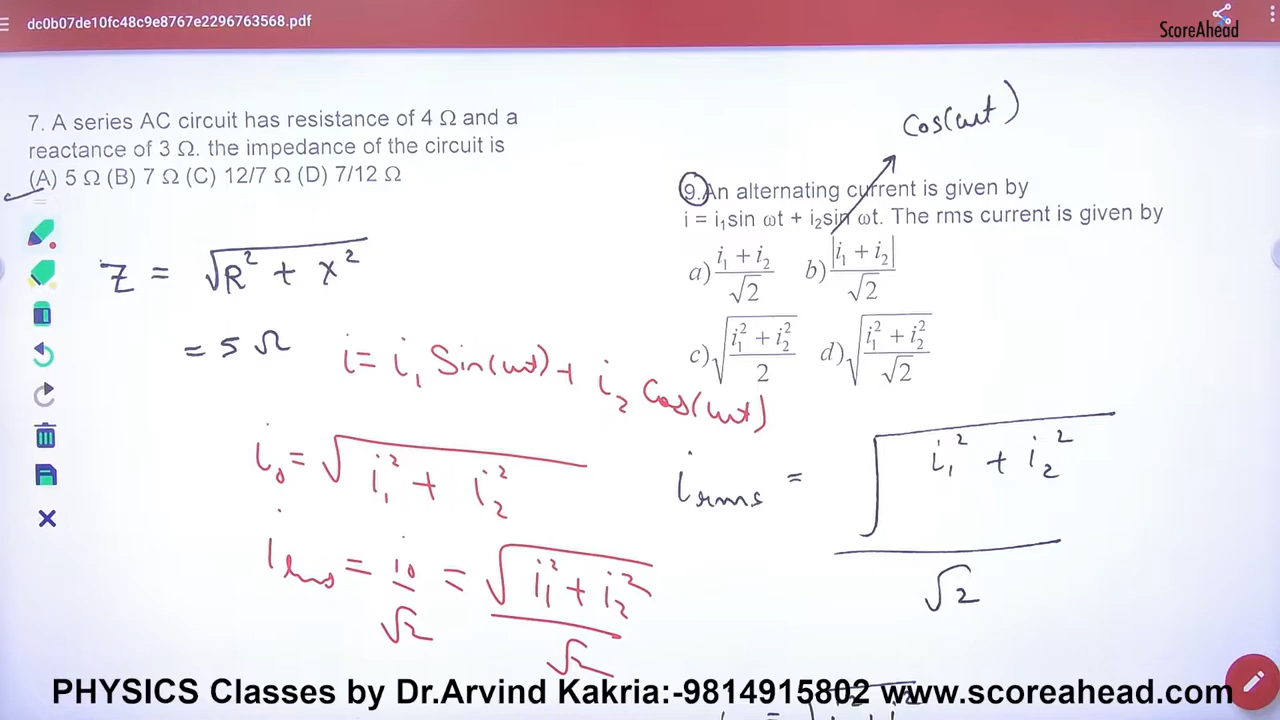 dc0b07de10fc48c9e8767e2296763568.pdf
ScoreAhead
7. A series AC circuit has resistance of 4 Ω and a
reactance of 3 Ω. the impedance of the circuit is
(A) 5 Ω (B) 7 Ω (C) 12/7 Ω (D) 7/12 Ω
Z = √(R² + X²)
= 5 Ω
cos(ωt)
9. An alternating current is given by
i = i₁sin ωt + i₂sin ωt. The rms current is given by
a) (i₁ + i₂)/√2 b) |i₁ + i₂|/√2
c) √((i₁² + i₂²)/2) d) √((i₁² + i₂²)/√2)
i = i₁ Sin(ωt) + i₂ Cos(ωt)
i₀ = √(i₁² + i₂²)
irms = i₀/√2 = √(i₁² + i₂²)/√2
irms = √(i₁² + i₂²)/√2
PHYSICS Classes by Dr.Arvind Kakria:-9814915802 www.scoreahead.com